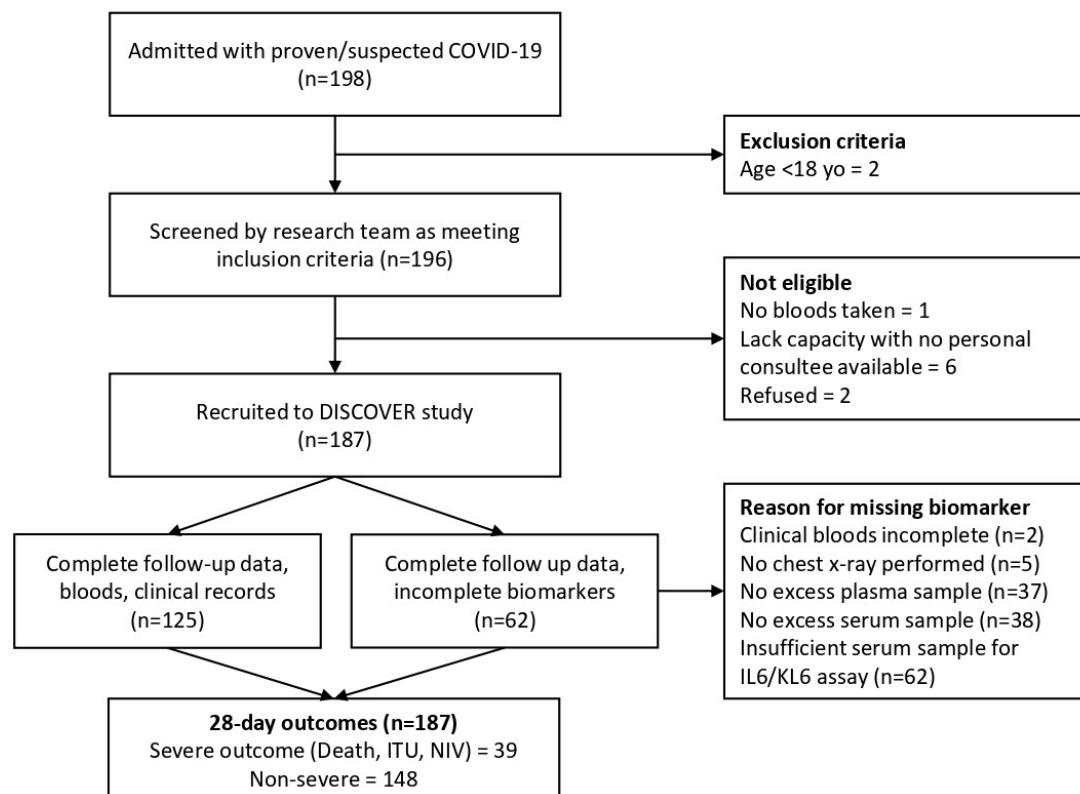 Admitted with proven/suspected COVID-19
(n=198)
Exclusion criteria
Age <18 yo = 2
Screened by research team as meeting
inclusion criteria (n=196)
Not eligible
No bloods taken = 1
Lack capacity with no personal
consultee available = 6
Refused = 2
Recruited to DISCOVER study
(n=187)
Complete follow-up data,
bloods, clinical records
(n=125)
Complete follow up data,
incomplete biomarkers
(n=62)
Reason for missing biomarker
Clinical bloods incomplete (n=2)
No chest x-ray performed (n=5)
No excess plasma sample (n=37)
No excess serum sample (n=38)
Insufficient serum sample for
IL6/KL6 assay (n=62)
28-day outcomes (n=187)
Severe outcome (Death, ITU, NIV) = 39
Non-severe = 148